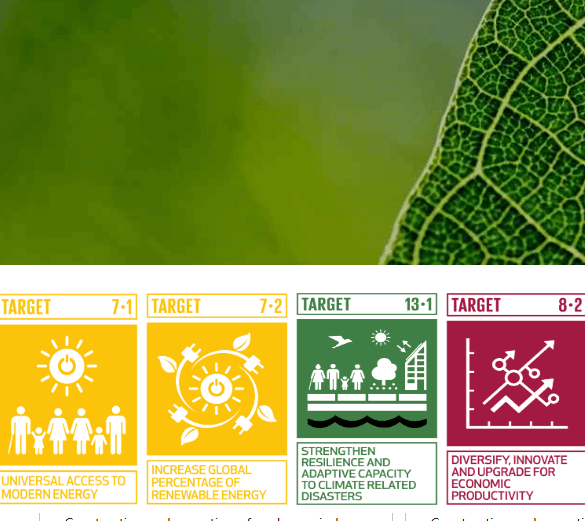 TARGET 7·1
UNIVERSAL ACCESS TO
MODERN ENERGY
TARGET 7·2
INCREASE GLOBAL
PERCENTAGE OF
RENEWABLE ENERGY
TARGET 13·1
STRENGTHEN
RESILIENCE AND
ADAPTIVE CAPACITY
TO CLIMATE RELATED
DISASTERS
TARGET 8·2
DIVERSIFY, INNOVATE
AND UPGRADE FOR
ECONOMIC
PRODUCTIVITY